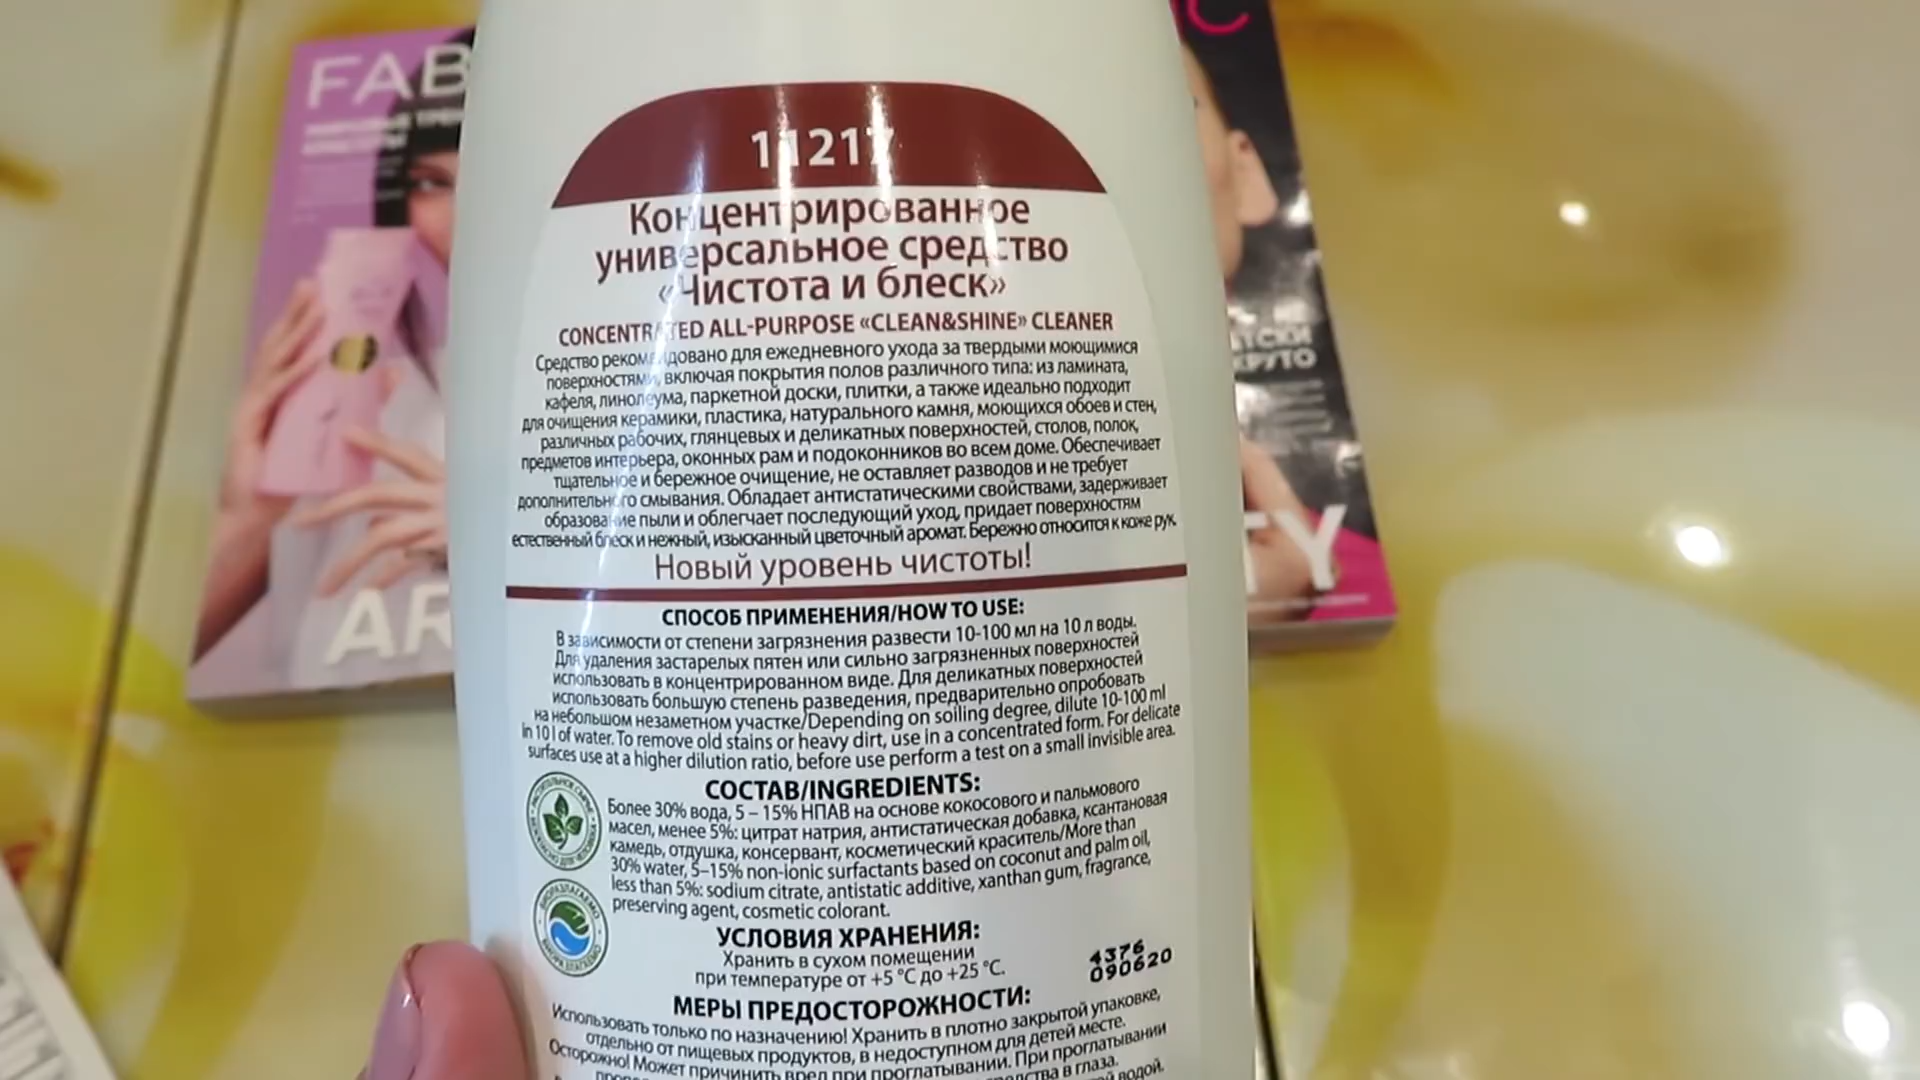 FAB
11217
Концентрированное
универсальное средство
«Чистота и блеск»
CONCENTRATED ALL-PURPOSE «CLEAN&SHINE» CLEANER
Средство рекомендовано для ежедневного ухода за твердыми моющимися
поверхностями, включая покрытия полов различного типа: из ламината,
кафеля, линолеума, паркетной доски, плитки, а также идеально подходит
для очищения керамики, пластика, натурального камня, моющихся обоев и стен,
различных рабочих, глянцевых и деликатных поверхностей, столов, полок,
предметов интерьера, оконных рам и подоконников во всем доме. Обеспечивает
тщательное и бережное очищение, не оставляет разводов и не требует
дополнительного смывания. Обладает антистатическими свойствами, задерживает
образование пыли и облегчает последующий уход, придает поверхностям
естественный блеск и нежный, изысканный цветочный аромат. Бережно относится к коже рук.
Новый уровень чистоты!
СПОСОБ ПРИМЕНЕНИЯ/HOW TO USE:
В зависимости от степени загрязнения развести 10-100 мл на 10 л воды.
Для удаления застарелых пятен или сильно загрязненных поверхностей
использовать в концентрированном виде. Для деликатных поверхностей
использовать большую степень разведения, предварительно опробовать
на небольшом незаметном участке/Depending on soiling degree, dilute 10-100 ml
in 10 l of water. To remove old stains or heavy dirt, use in a concentrated form. For delicate
surfaces use at a higher dilution ratio, before use perform a test on a small invisible area.
СОСТАВ/INGREDIENTS:
Более 30% вода, 5 – 15% НПАВ на основе кокосового и пальмового
масел, менее 5%: цитрат натрия, антистатическая добавка, ксантановая
камедь, отдушка, консервант, косметический краситель/More than
30% water, 5–15% non-ionic surfactants based on coconut and palm oil,
less than 5%: sodium citrate, antistatic additive, xanthan gum, fragrance,
preserving agent, cosmetic colorant.
УСЛОВИЯ ХРАНЕНИЯ:
Хранить в сухом помещении
при температуре от +5 °C до +25 °C.
4376
090620
МЕРЫ ПРЕДОСТОРОЖНОСТИ:
Использовать только по назначению! Хранить в плотно закрытой упаковке,
отдельно от пищевых продуктов, в недоступном для детей месте.
Осторожно! Может причинить вред при проглатывании. При проглатывании
в глаза.
водой.
AR
КРУТО
TY